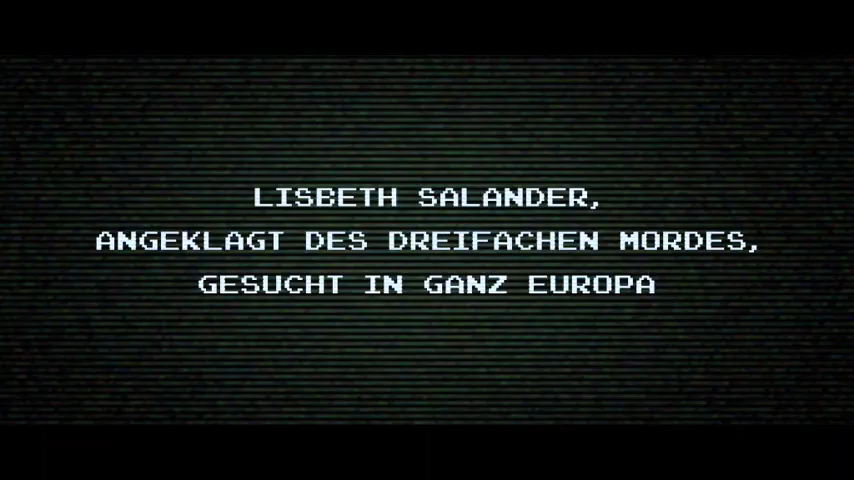 LISBETH SALANDER,
ANGEKLAGT DES DREIFACHEN MORDES,
GESUCHT IN GANZ EUROPA